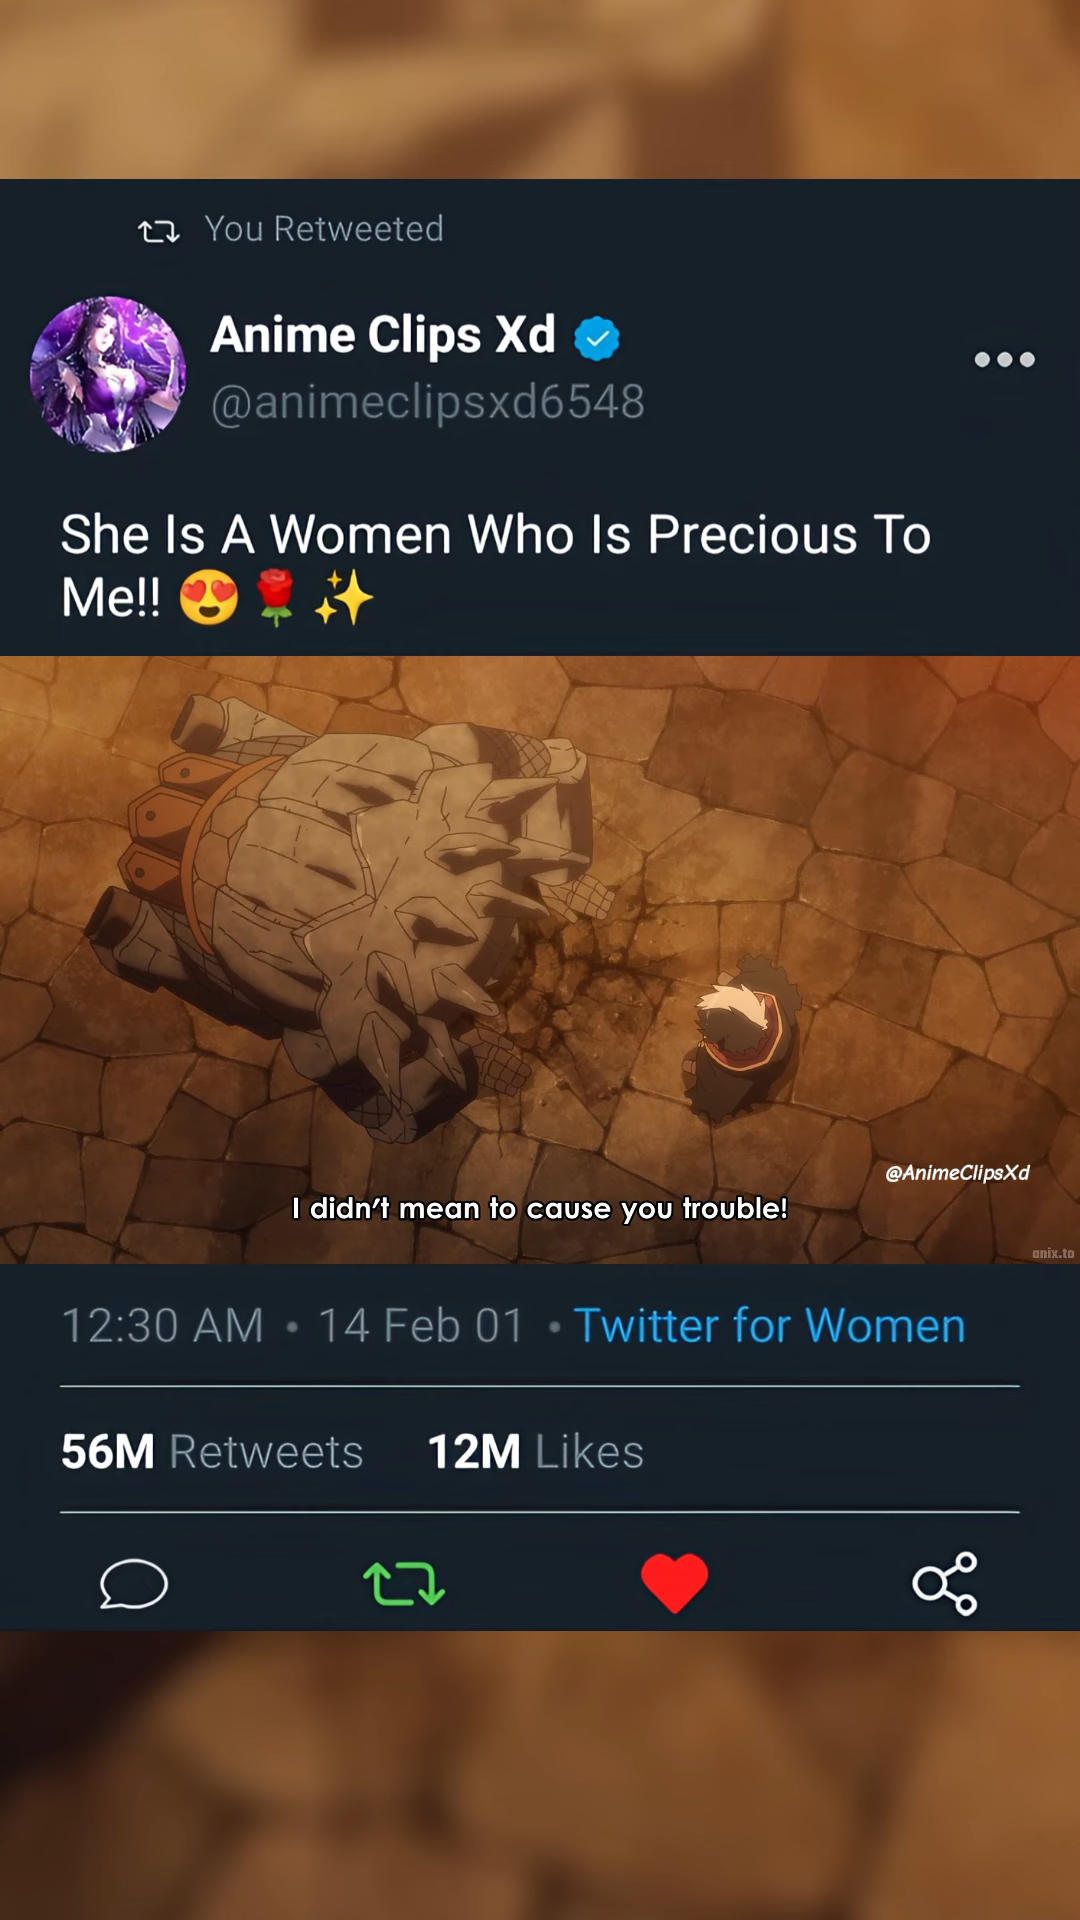 You Retweeted
Anime Clips Xd
@animeclipsxd6548
She Is A Women Who Is Precious To
Me!! 😍🌹✨
@AnimeClipsXd
I didn't mean to cause you trouble!
anix.to
12:30 AM • 14 Feb 01 • Twitter for Women
56M Retweets 12M Likes